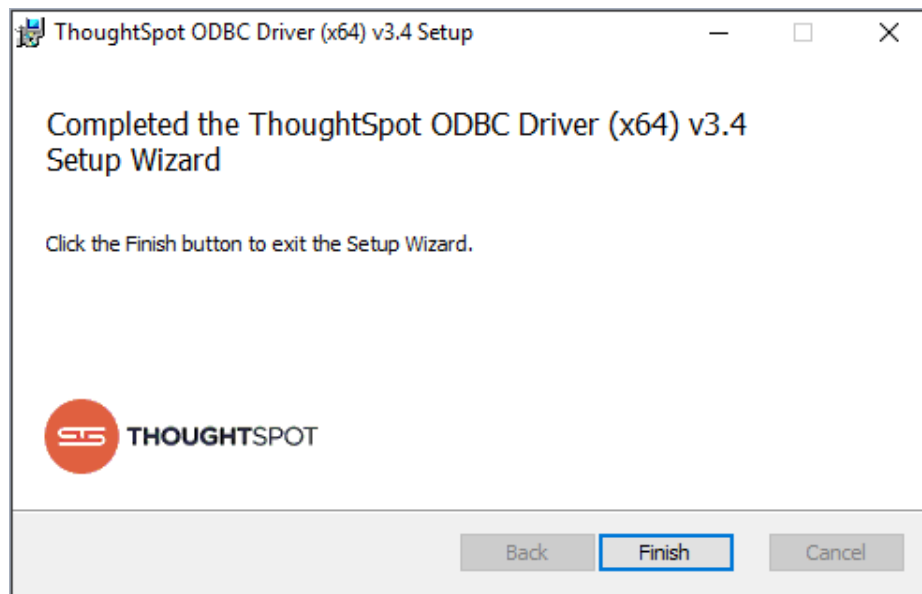 ThoughtSpot ODBC Driver (x64) v3.4 Setup
Completed the ThoughtSpot ODBC Driver (x64) v3.4
Setup Wizard
Click the Finish button to exit the Setup Wizard.
THOUGHTSPOT
Back
Finish
Cancel